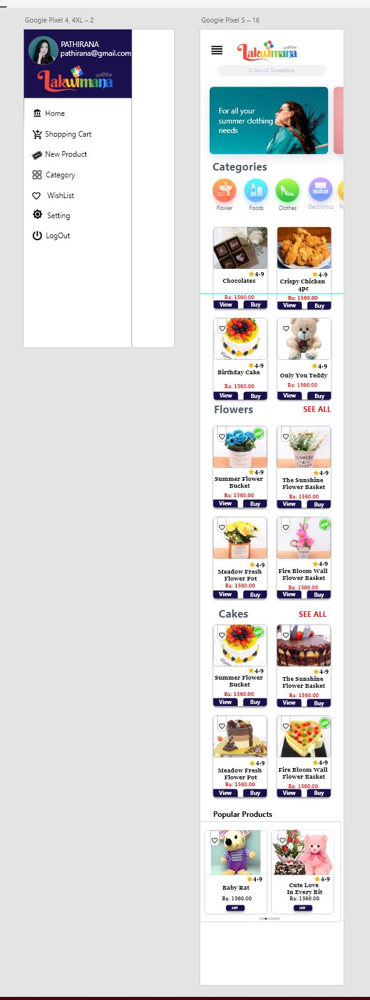 Google Pixel 4, 4XL – 2
PATHIRANA
pathirana@gmail.com
Lakwimana
Home
Shopping Cart
New Product
Category
WishList
Setting
LogOut
Google Pixel 5 – 16
Lakwimana
Search Something
For all your
summer clothing
needs
Categories
Flower
Foods
Clothes
Electronics
Fu
4.9
4.9
Chocolates
Crispy Chicken
4pc
Rs: 1560.00
Rs: 1560.00
View
Buy
View
Buy
4.9
4.9
Birthday Cake
Only You Teddy
Rs: 1560.00
Rs: 1560.00
View
Buy
View
Buy
Flowers
SEE ALL
NEW
FLOWERS
&
GARDEN
4.9
4.9
Summer Flower
Bucket
The Sunshine
Flower Basket
Rs: 1560.00
Rs: 1560.00
View
Buy
View
Buy
NEW
4.9
4.9
Meadow Fresh
Flower Pot
Fire Bloom Wall
Flower Basket
Rs: 1560.00
Rs: 1560.00
View
Buy
View
Buy
Cakes
SEE ALL
NEW
4.9
4.9
Summer Flower
Bucket
The Sunshine
Flower Basket
Rs: 1560.00
Rs: 1560.00
View
Buy
View
Buy
NEW
4.9
4.9
Meadow Fresh
Flower Pot
Fire Bloom Wall
Flower Basket
Rs: 1560.00
Rs: 1560.00
View
Buy
View
Buy
Popular Products
4.9
4.9
Baby Rat
Cute Love
In Every Bit
Rs: 1560.00
Rs: 1560.00
HOT
HOT